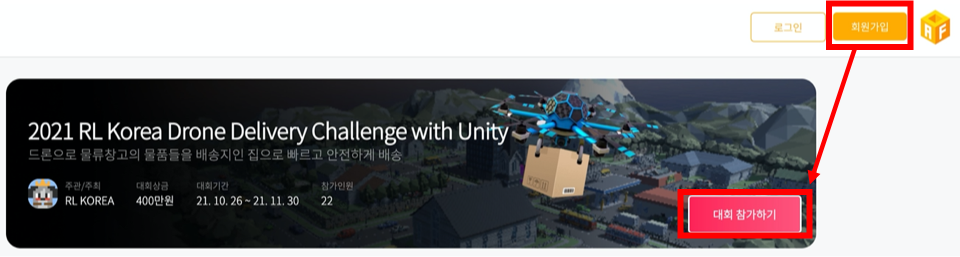 로그인
회원가입
RF
2021 RL Korea Drone Delivery Challenge with Unity
드론으로 물류창고의 물품들을 배송지인 집으로 빠르고 안전하게 배송
주관/주최
RL KOREA
대회상금
400만원
대회기간
21. 10. 26 ~ 21. 11. 30
참가인원
22
대회 참가하기